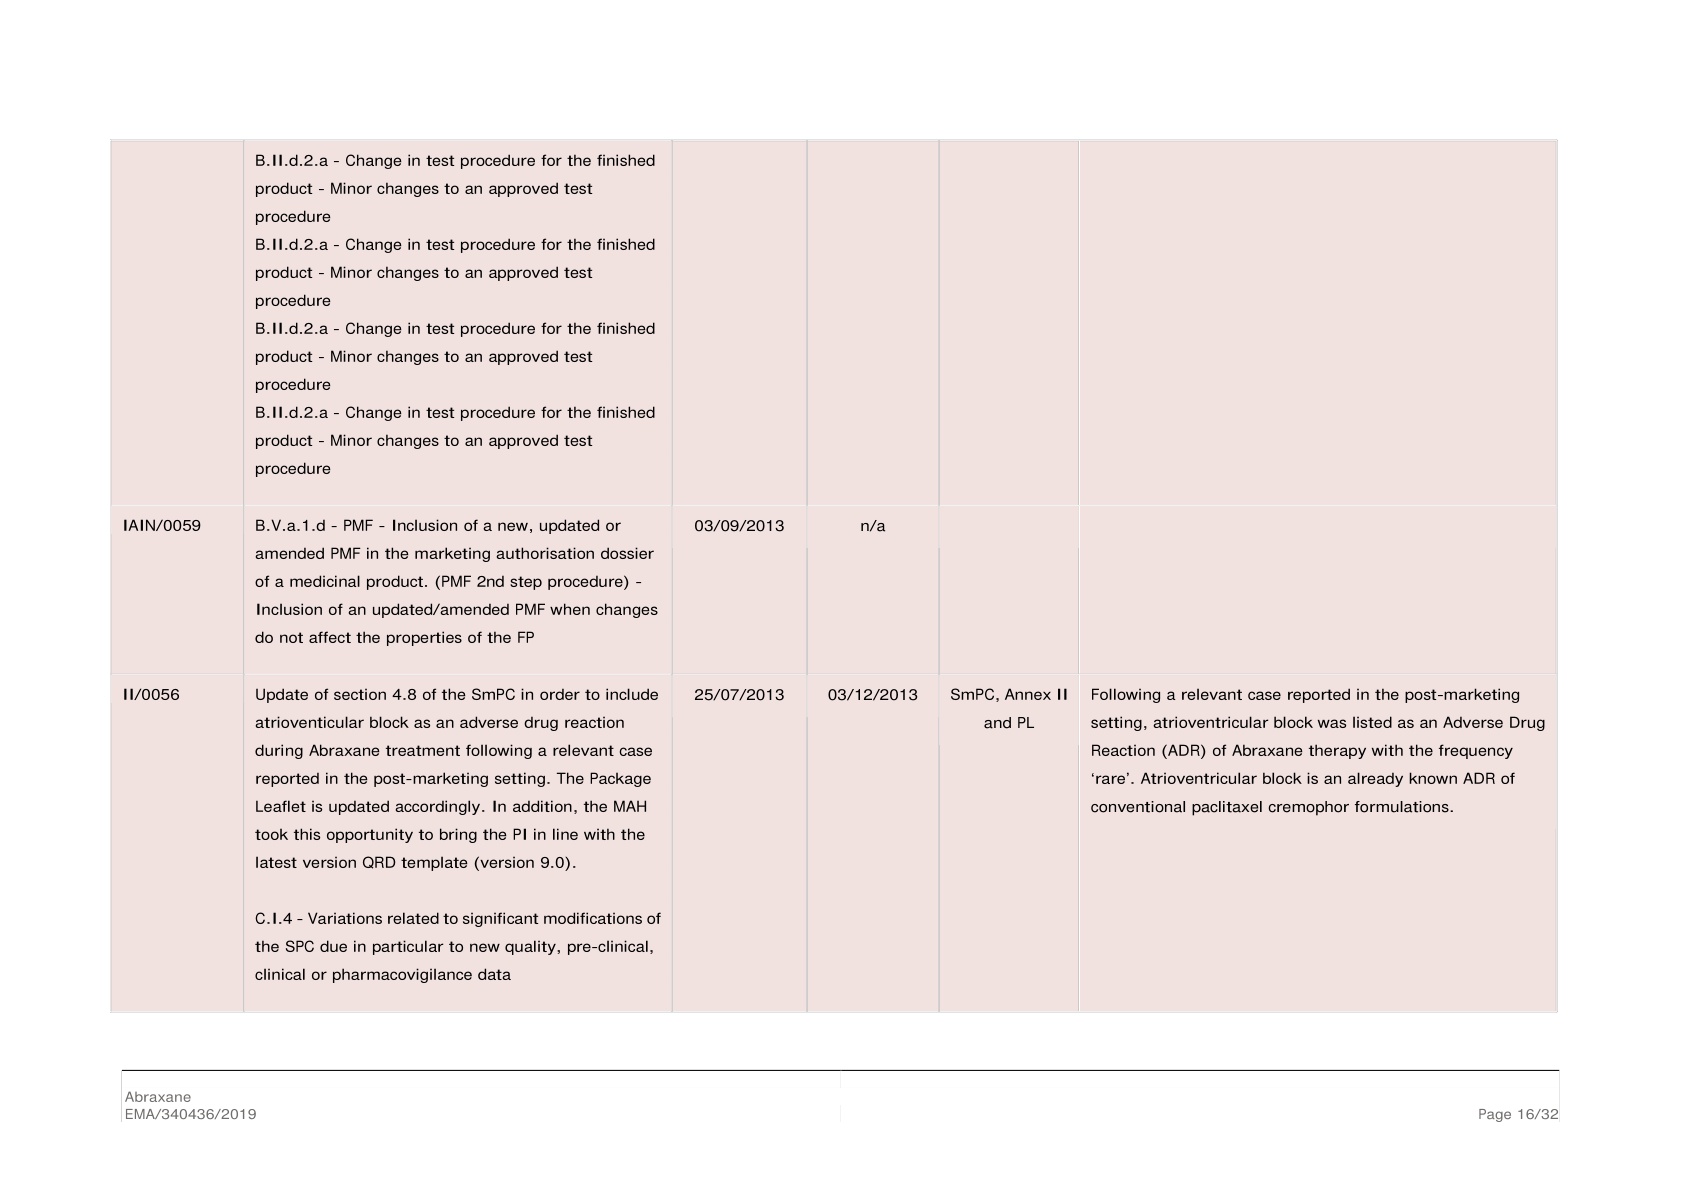 B.II.d.2.a - Change in test procedure for the finished
product - Minor changes to an approved test
procedure
B.II.d.2.a - Change in test procedure for the finished
product - Minor changes to an approved test
procedure
B.II.d.2.a - Change in test procedure for the finished
product - Minor changes to an approved test
procedure
B.II.d.2.a - Change in test procedure for the finished
product - Minor changes to an approved test
procedure
IAIN/0059
B.V.a.1.d - PMF - Inclusion of a new, updated or
amended PMF in the marketing authorisation dossier
of a medicinal product. (PMF 2nd step procedure) -
Inclusion of an updated/amended PMF when changes
do not affect the properties of the FP
03/09/2013
n/a
II/0056
Update of section 4.8 of the SmPC in order to include
atrioventicular block as an adverse drug reaction
during Abraxane treatment following a relevant case
reported in the post-marketing setting. The Package
Leaflet is updated accordingly. In addition, the MAH
took this opportunity to bring the PI in line with the
latest version QRD template (version 9.0).
C.I.4 - Variations related to significant modifications of
the SPC due in particular to new quality, pre-clinical,
clinical or pharmacovigilance data
25/07/2013
03/12/2013
SmPC, Annex II
and PL
Following a relevant case reported in the post-marketing
setting, atrioventricular block was listed as an Adverse Drug
Reaction (ADR) of Abraxane therapy with the frequency
‘rare’. Atrioventricular block is an already known ADR of
conventional paclitaxel cremophor formulations.
Abraxane
EMA/340436/2019
Page 16/32